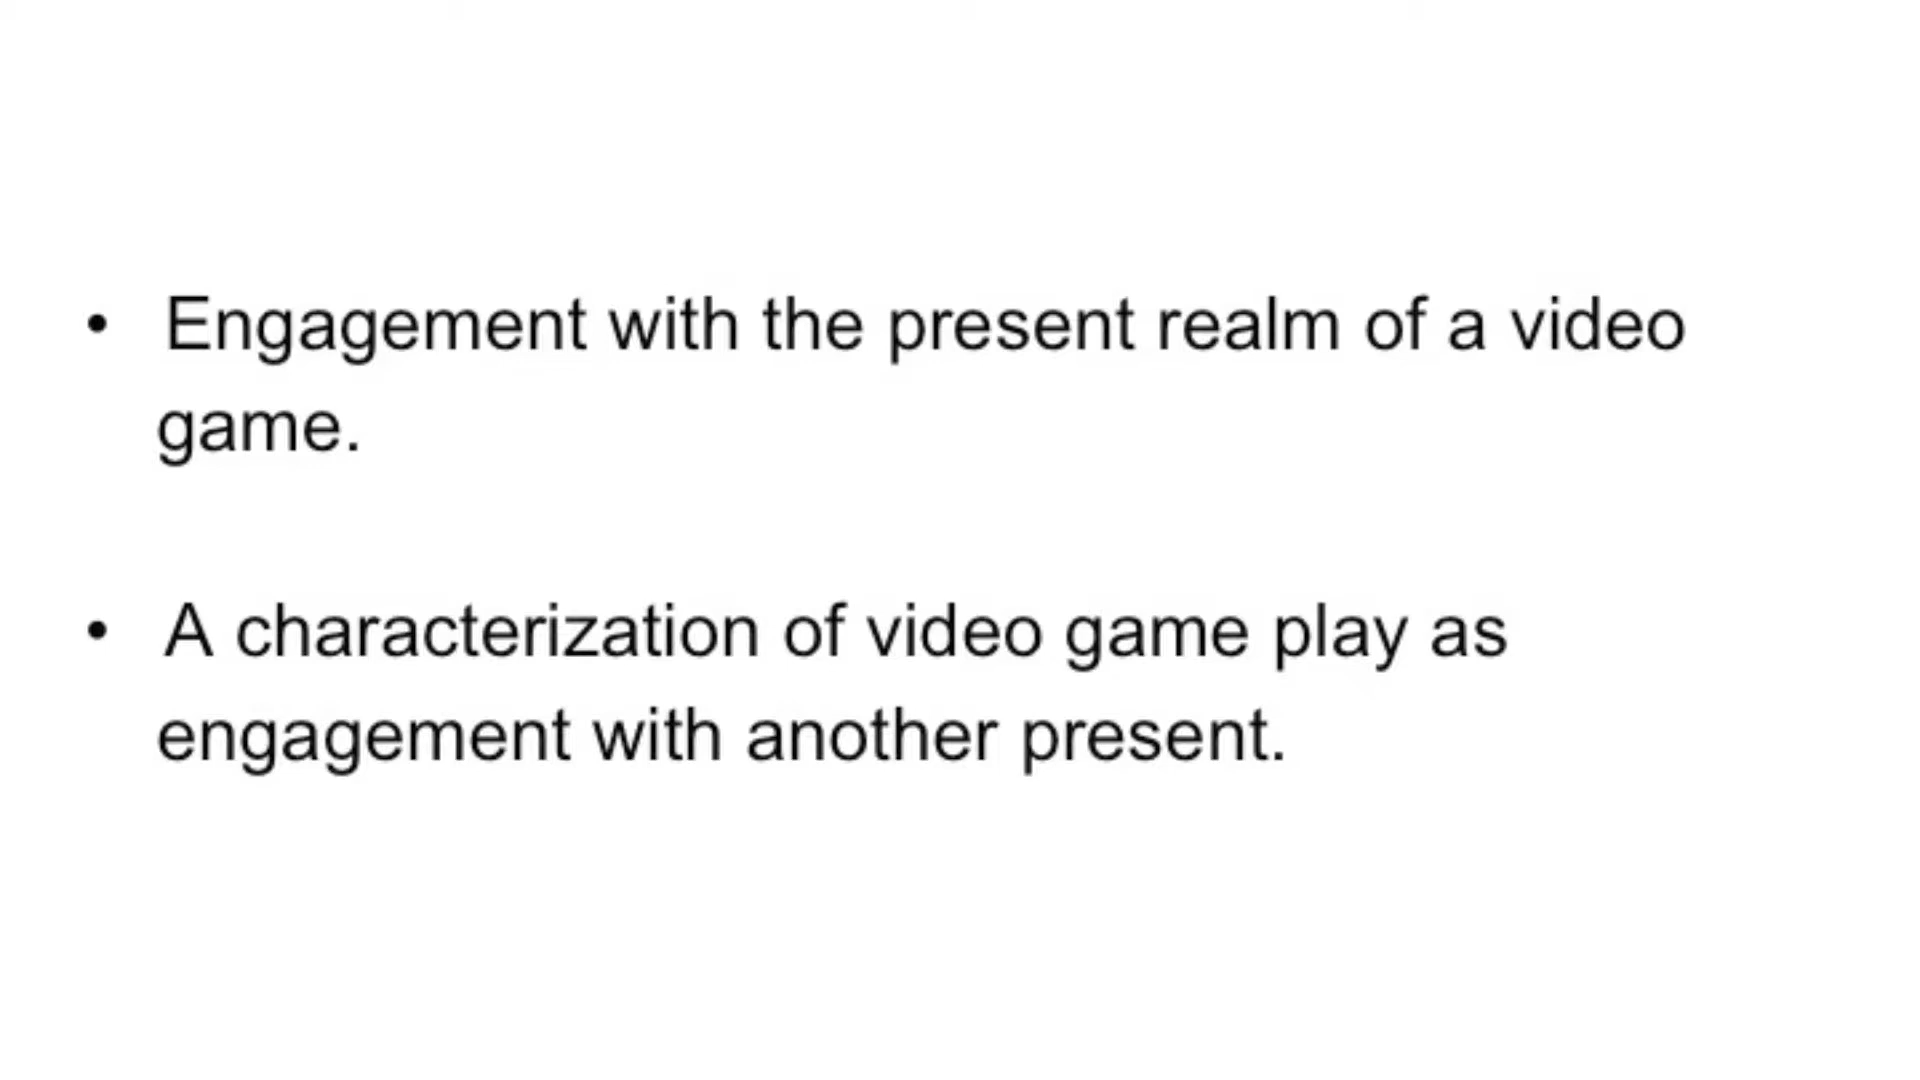 • Engagement with the present realm of a video
game.
• A characterization of video game play as
engagement with another present.